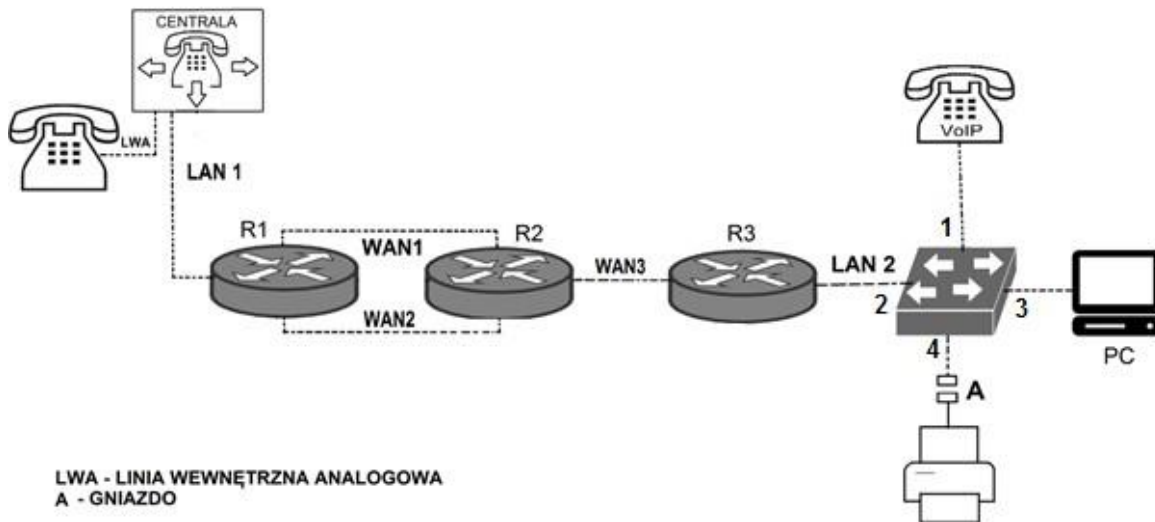 CENTRALA
LWA
LAN 1
VoIP
R1
WAN1
R2
WAN2
WAN3
R3
LAN 2
1
2
3
4
PC
A
LWA - LINIA WEWNĘTRZNA ANALOGOWA
A - GNIAZDO